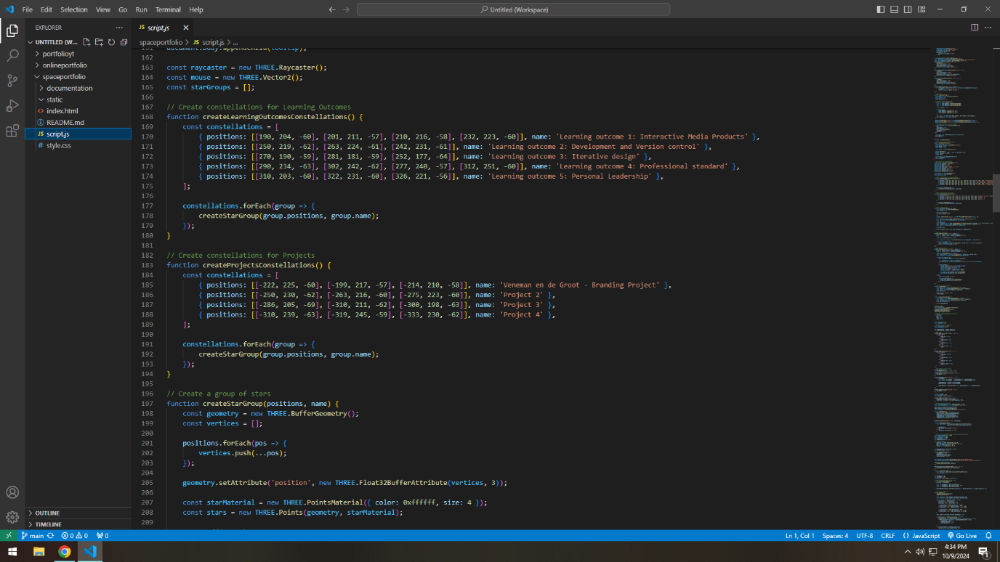 File Edit Selection View Go Run Terminal Help
Untitled (Workspace)
EXPLORER
UNTITLED (W...
portfolioyt
onlineportfolio
spaceportfolio
documentation
static
index.html
README.md
JS script.js
# style.css
OUTLINE
TIMELINE
JS script.js
spaceportfolio > JS script.js > ...
161 document.body.appendChild(tooltip);
162
163 const raycaster = new THREE.Raycaster();
164 const mouse = new THREE.Vector2();
165 const starGroups = [];
166
167 // Create constellations for Learning Outcomes
168 function createLearningOutcomesConstellations() {
169 const constellations = [
170 { positions: [[190, 204, -60], [201, 211, -57], [210, 216, -58], [232, 223, -60]], name: 'Learning outcome 1: Interactive Media Products' },
171 { positions: [[250, 219, -62], [263, 224, -61], [242, 231, -61]], name: 'Learning outcome 2: Development and Version control' },
172 { positions: [[270, 190, -59], [281, 181, -59], [252, 177, -64]], name: 'Learning outcome 3: Iterative design' },
173 { positions: [[290, 234, -63], [302, 242, -62], [277, 240, -57], [312, 251, -60]], name: 'Learning outcome 4: Professional standard' },
174 { positions: [[310, 203, -60], [322, 231, -60], [326, 221, -56]], name: 'Learning outcome 5: Personal Leadership' },
175 ];
176
177 constellations.forEach(group => {
178 createStarGroup(group.positions, group.name);
179 });
180 }
181
182 // Create constellations for Projects
183 function createProjectsConstellations() {
184 const constellations = [
185 { positions: [[-222, 225, -60], [-199, 217, -57], [-214, 210, -58]], name: 'Veneman en de Groot - Branding Project' },
186 { positions: [[-250, 230, -62], [-263, 216, -60], [-275, 223, -60]], name: 'Project 2' },
187 { positions: [[-286, 205, -69], [-310, 211, -62], [-300, 198, -63]], name: 'Project 3' },
188 { positions: [[-310, 239, -63], [-319, 245, -59], [-333, 230, -62]], name: 'Project 4' },
189 ];
190
191 constellations.forEach(group => {
192 createStarGroup(group.positions, group.name);
193 });
194 }
195
196 // Create a group of stars
197 function createStarGroup(positions, name) {
198 const geometry = new THREE.BufferGeometry();
199 const vertices = [];
200
201 positions.forEach(pos => {
202 vertices.push(...pos);
203 });
204
205 geometry.setAttribute('position', new THREE.Float32BufferAttribute(vertices, 3));
206
207 const starMaterial = new THREE.PointsMaterial({ color: 0xffffff, size: 4 });
208 const stars = new THREE.Points(geometry, starMaterial);
209
main 0 0 0 Ln 1, Col 1 Spaces: 4 UTF-8 CRLF {} JavaScript Go Live
4:34 PM
10/9/2024
1